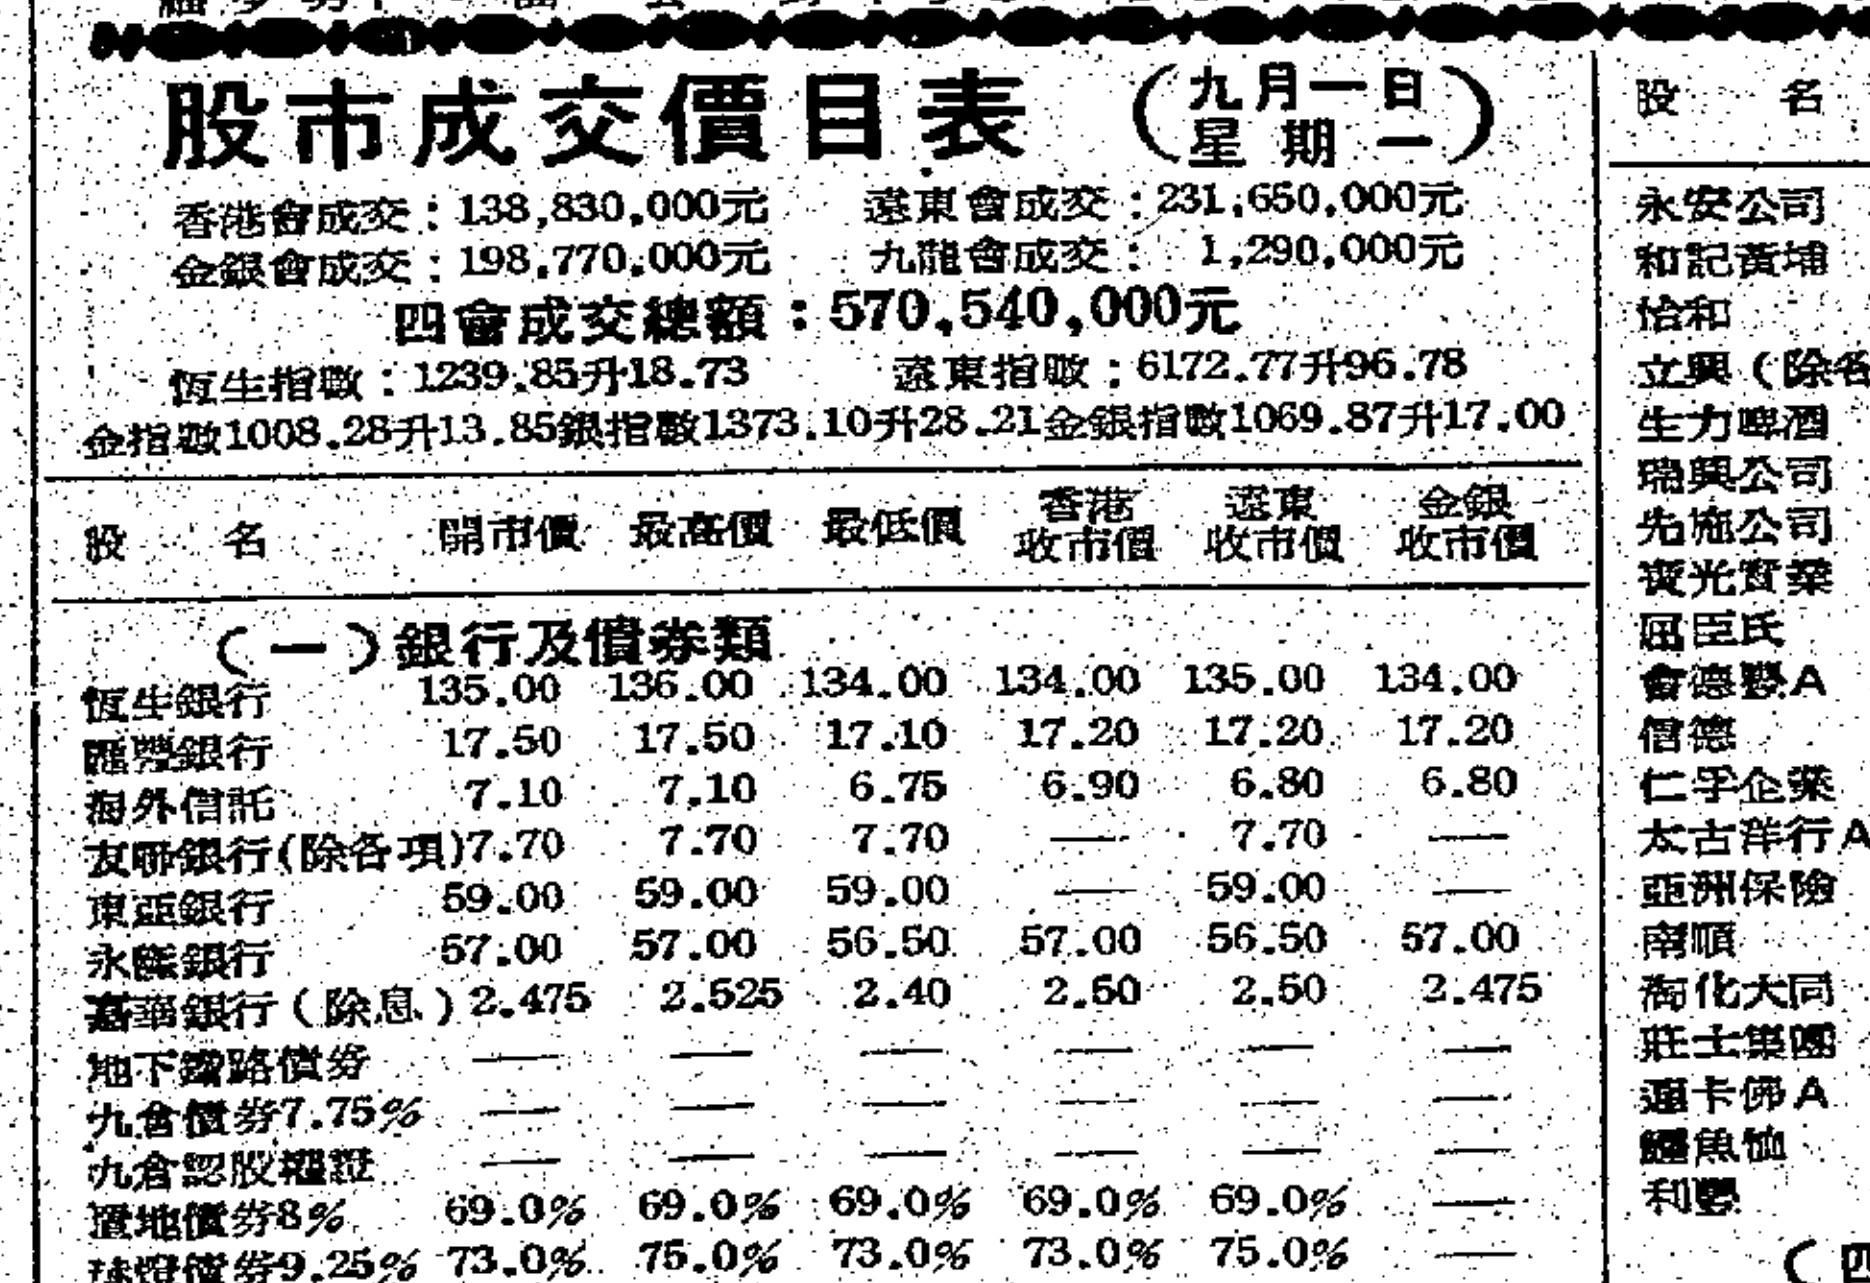 股市成交價目表（九月一日 星期一）
香港會成交：138,830,000元 遠東會成交：231,650,000元
金銀會成交：198,770,000元 九龍會成交：1,290,000元
四會成交總額：570,540,000元
恆生指數：1239.85升18.73 遠東指數：6172.77升96.78
金指數1008.28升13.85銀指數1373.10升28.21金銀指數1069.87升17.00
股名 開市價 最高價 最低價 香港收市價 遠東收市價 金銀收市價
（一）銀行及債券類
恆生銀行 135.00 136.00 134.00 134.00 135.00 134.00
匯豐銀行 17.50 17.50 17.10 17.20 17.20 17.20
海外信託 7.10 7.10 6.75 6.90 6.80 6.80
友聯銀行(除各項)7.70 7.70 7.70 — 7.70 —
東亞銀行 59.00 59.00 59.00 — 59.00 —
永隆銀行 57.00 57.00 56.50 57.00 56.50 57.00
嘉華銀行（除息）2.475 2.525 2.40 2.50 2.50 2.475
地下鐵路債券 — — — — — —
九倉債券7.75% — — — — — —
九倉認股權證 — — — — — —
置地債券8% 69.0% 69.0% 69.0% 69.0% 69.0% —
債券9.25% 73.0% 75.0% 73.0% 73.0% 75.0% —
股名
永安公司
和記黃埔
怡和
立興（除各
生力啤酒
瑞興公司
先施公司
寶光實業
屈臣氏
會德豐A
信德
仁孚企業
太古洋行A
亞洲保險
南順
淘化大同
莊士集團
連卡佛A
鱷魚恤
利豐
（四